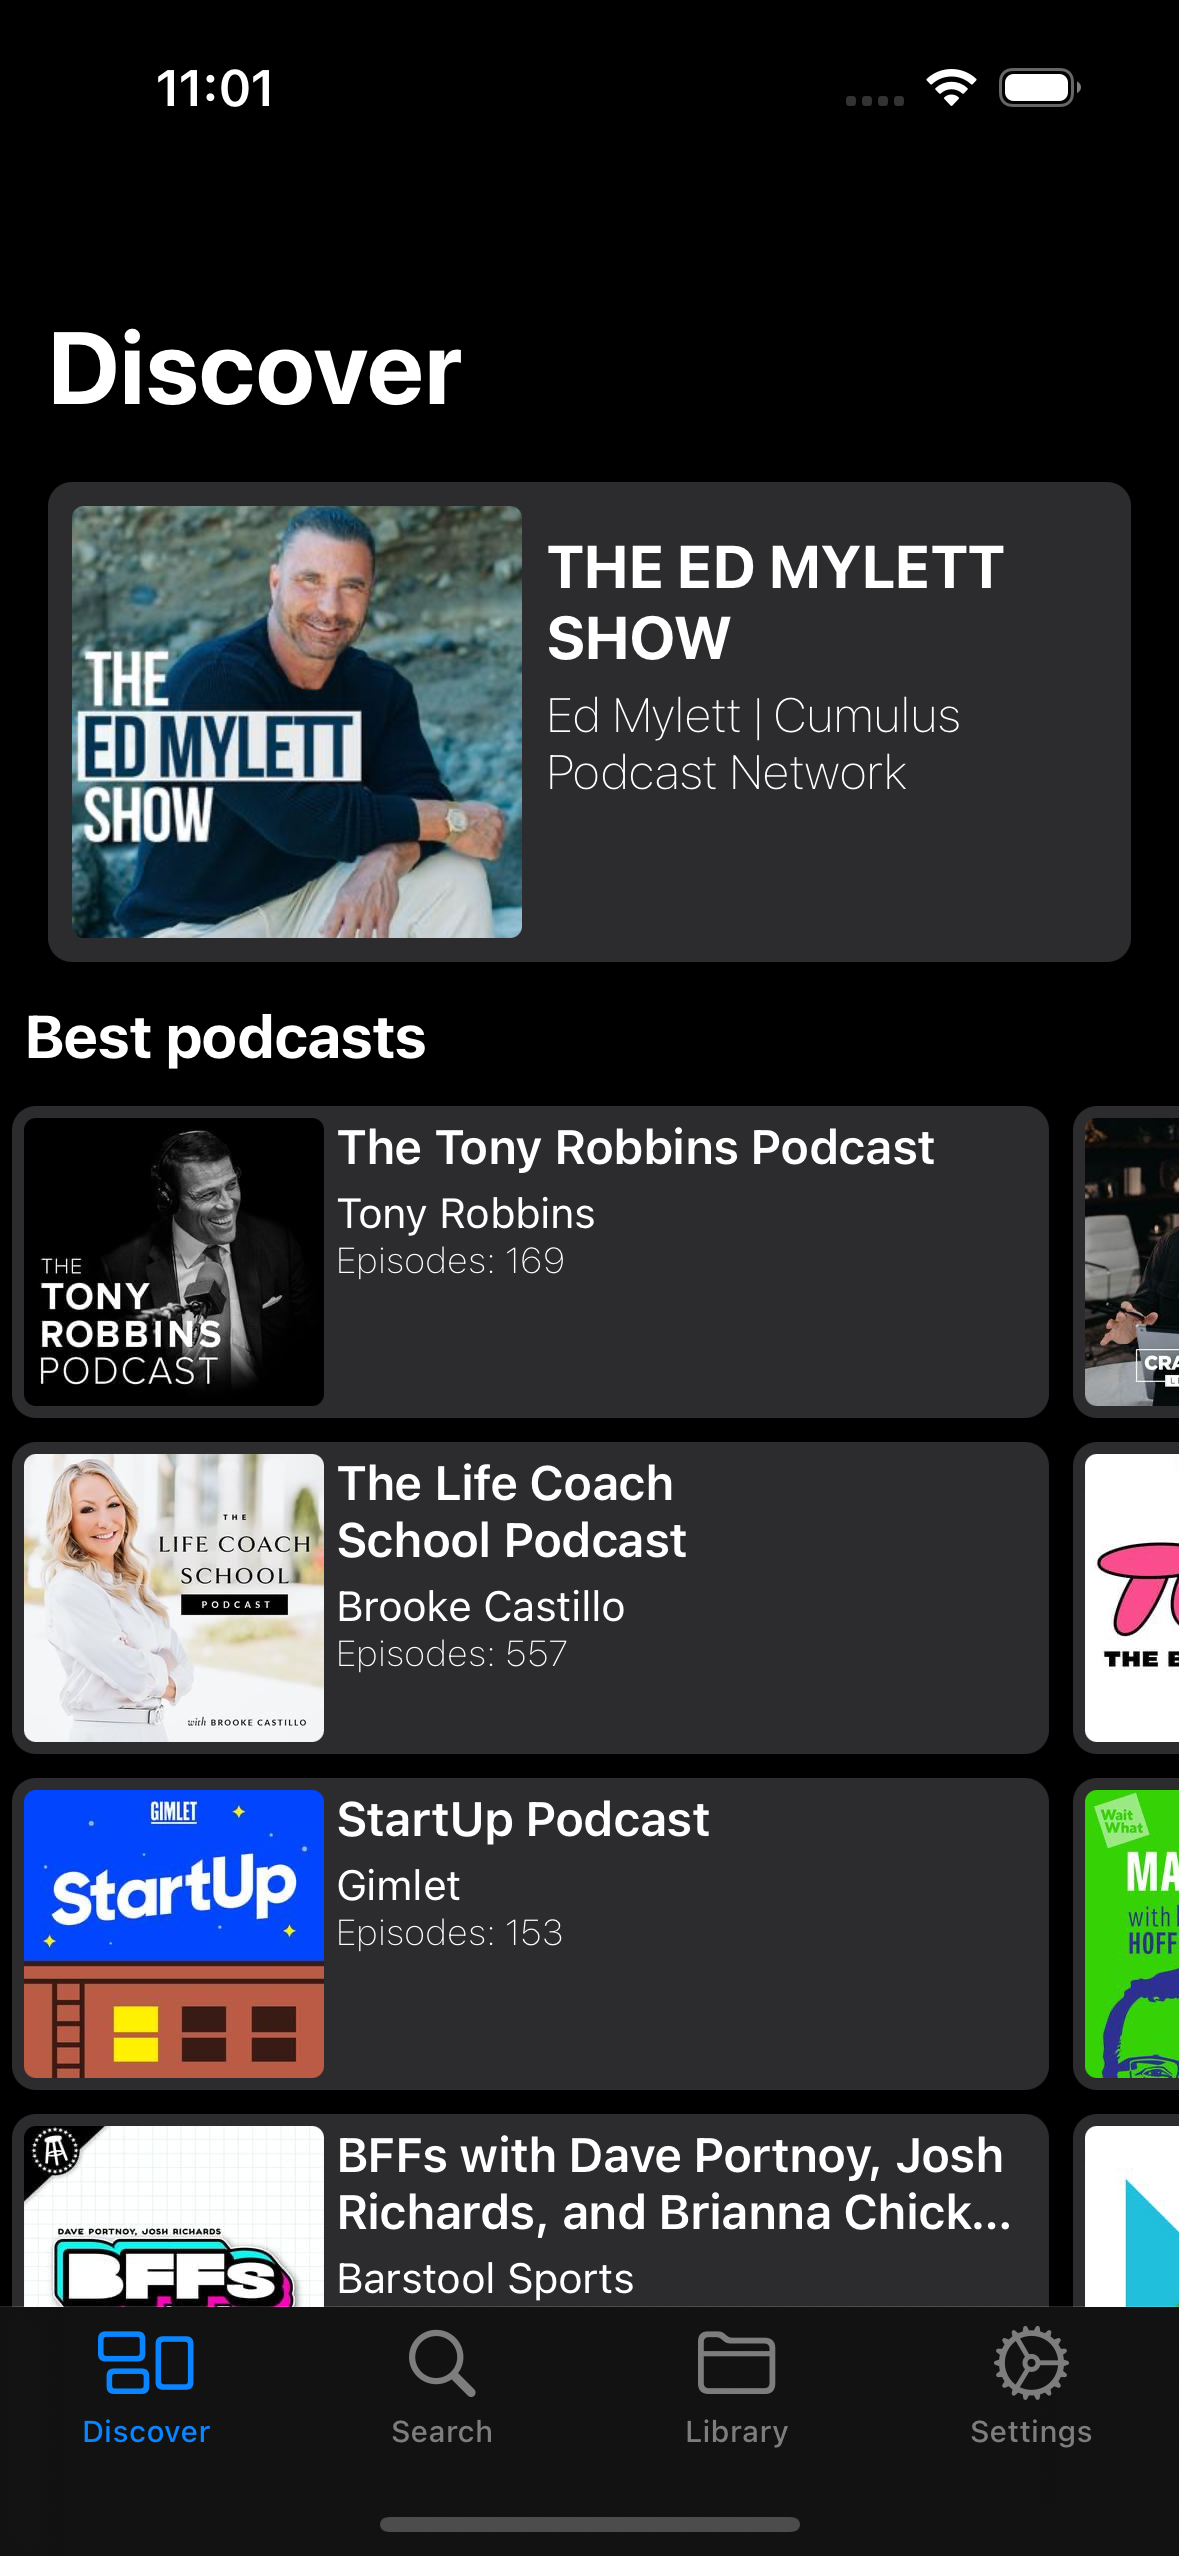 11:01
Discover
THE
ED MYLETT
SHOW
THE ED MYLETT
SHOW
Ed Mylett | Cumulus
Podcast Network
Best podcasts
THE
TONY
ROBBINS
PODCAST
The Tony Robbins Podcast
Tony Robbins
Episodes: 169
CRA
THE
LIFE COACH
SCHOOL
PODCAST
with BROOKE CASTILLO
The Life Coach
School Podcast
Brooke Castillo
Episodes: 557
THE B
GIMLET
StartUp
StartUp Podcast
Gimlet
Episodes: 153
Wait
What
MA
with
HOFF
DAVE PORTNOY, JOSH RICHARDS
BFFs
BFFs with Dave Portnoy, Josh
Richards, and Brianna Chick...
Barstool Sports
Discover
Search
Library
Settings